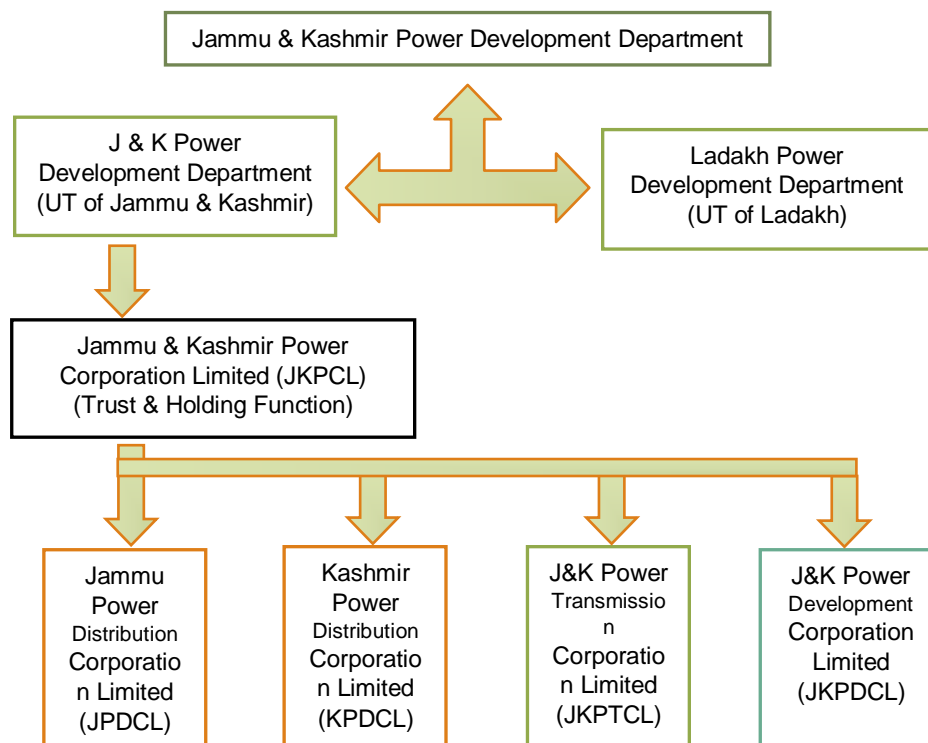 Jammu & Kashmir Power Development Department
J & K Power
Development Department
(UT of Jammu & Kashmir)
Ladakh Power
Development Department
(UT of Ladakh)
Jammu & Kashmir Power
Corporation Limited (JKPCL)
(Trust & Holding Function)
Jammu
Power
Distribution
Corporatio
n Limited
(JPDCL)
Kashmir
Power
Distribution
Corporatio
n Limited
(KPDCL)
J&K Power
Transmissio
n
Corporatio
n Limited
(JKPTCL)
J&K Power
Development
Corporation
Limited
(JKPDCL)